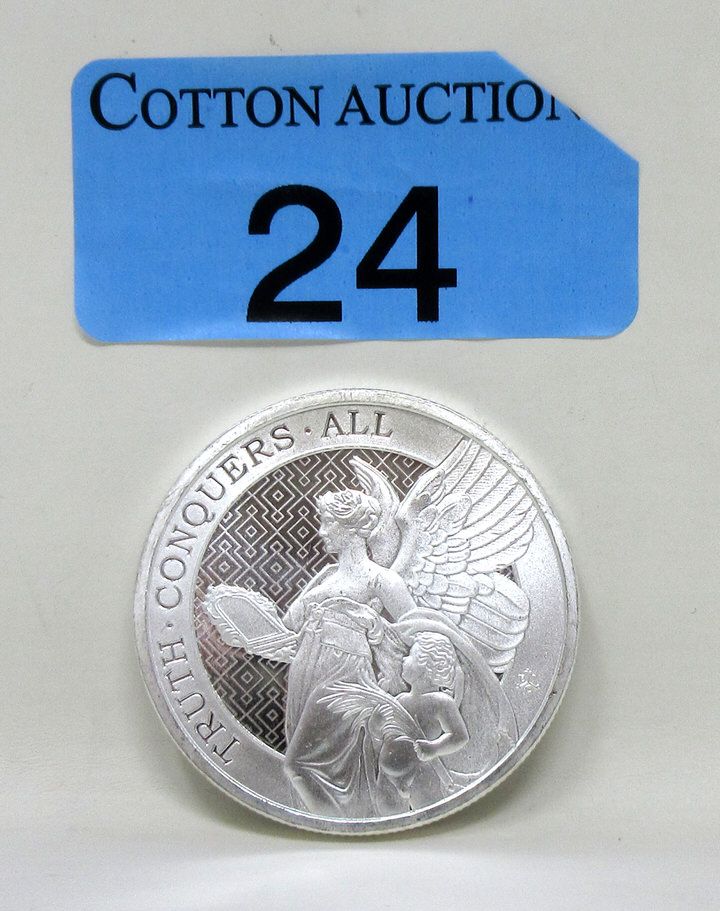 COTTON AUCTION
24
TRUTH · CONQUERS · ALL